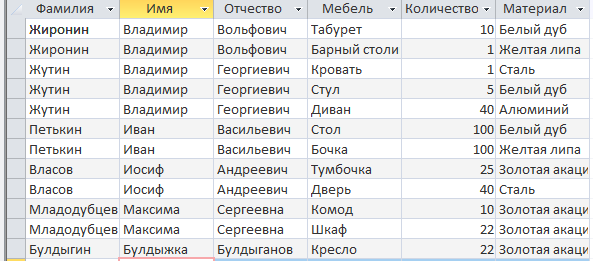 Фамилия Имя Отчество Мебель Количество Материал
Жиронин Владимир Вольфович Табурет 10 Белый дуб
Жиронин Владимир Вольфович Барный столи 1 Желтая липа
Жутин Владимир Георгиевич Кровать 1 Сталь
Жутин Владимир Георгиевич Стул 5 Белый дуб
Жутин Владимир Георгиевич Диван 40 Алюминий
Петькин Иван Васильевич Стол 100 Белый дуб
Петькин Иван Васильевич Бочка 100 Желтая липа
Власов Иосиф Андреевич Тумбочка 25 Золотая акаци
Власов Иосиф Андреевич Дверь 40 Сталь
Младодубцев Максима Сергеевна Комод 10 Золотая акаци
Младодубцев Максима Сергеевна Шкаф 22 Золотая акаци
Булдыгин Булдыжка Булдыганов Кресло 22 Золотая акаци